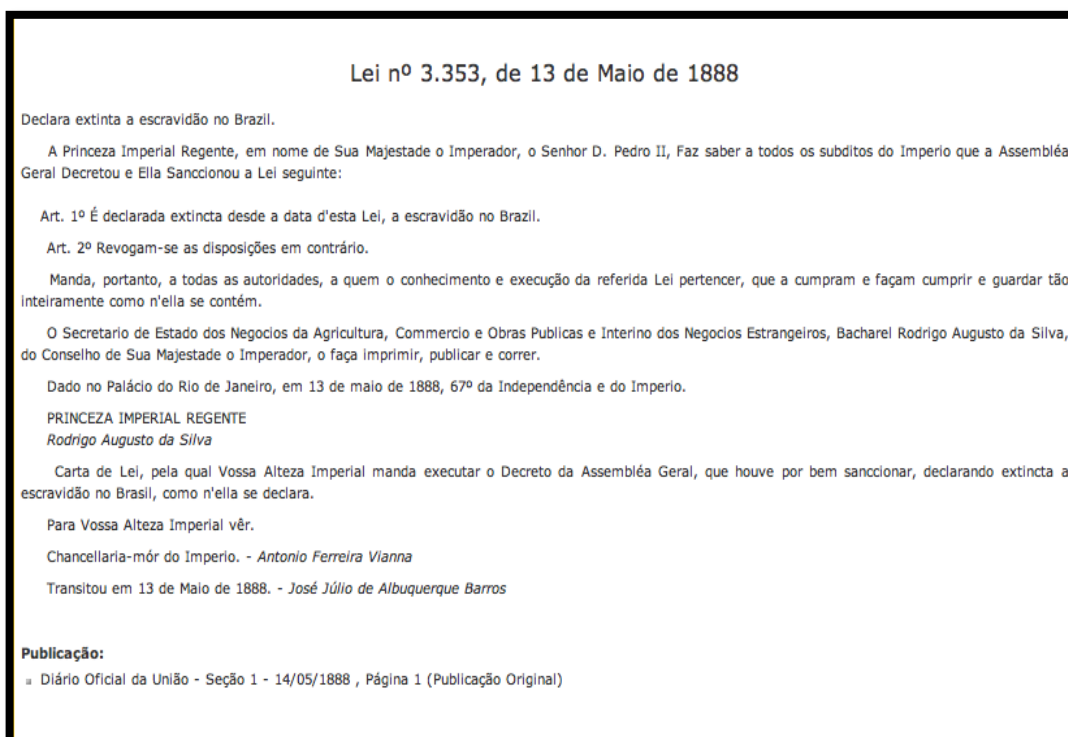 Lei nº 3.353, de 13 de Maio de 1888
Declara extinta a escravidão no Brazil.
A Princeza Imperial Regente, em nome de Sua Majestade o Imperador, o Senhor D. Pedro II, Faz saber a todos os subditos do Imperio que a Assembléa
Geral Decretou e Ella Sanccionou a Lei seguinte:
Art. 1º É declarada extincta desde a data d'esta Lei, a escravidão no Brazil.
Art. 2º Revogam-se as disposições em contrário.
Manda, portanto, a todas as autoridades, a quem o conhecimento e execução da referida Lei pertencer, que a cumpram e façam cumprir e guardar tão
inteiramente como n'ella se contém.
O Secretario de Estado dos Negocios da Agricultura, Commercio e Obras Publicas e Interino dos Negocios Estrangeiros, Bacharel Rodrigo Augusto da Silva,
do Conselho de Sua Majestade o Imperador, o faça imprimir, publicar e correr.
Dado no Palácio do Rio de Janeiro, em 13 de maio de 1888, 67º da Independência e do Imperio.
PRINCEZA IMPERIAL REGENTE
Rodrigo Augusto da Silva
Carta de Lei, pela qual Vossa Alteza Imperial manda executar o Decreto da Assembléa Geral, que houve por bem sanccionar, declarando extincta a
escravidão no Brasil, como n'ella se declara.
Para Vossa Alteza Imperial vêr.
Chancellaria-mór do Imperio. - Antonio Ferreira Vianna
Transitou em 13 de Maio de 1888. - José Júlio de Albuquerque Barros
Publicação:
Diário Oficial da União - Seção 1 - 14/05/1888 , Página 1 (Publicação Original)